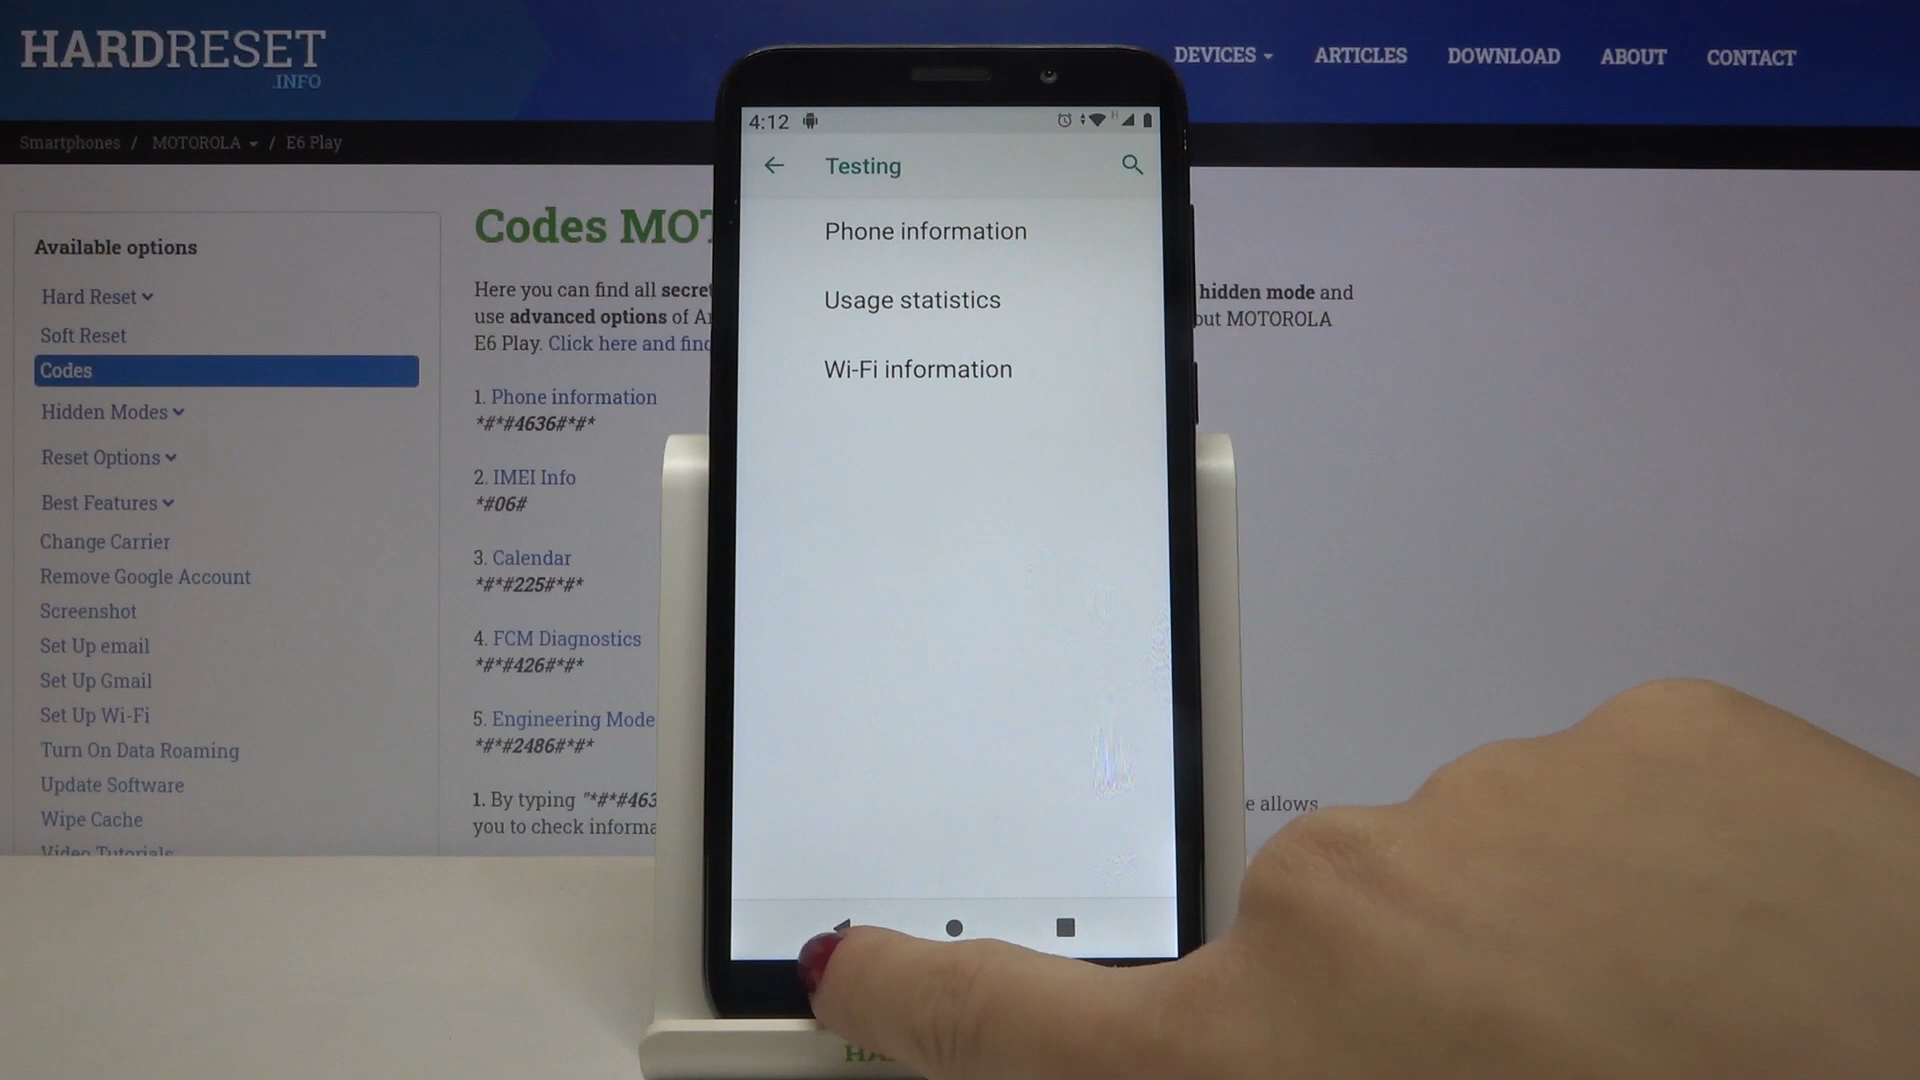 HARDRESET
.INFO
DEVICES
ARTICLES
DOWNLOAD
ABOUT
CONTACT
Smartphones / MOTOROLA / E6 Play
Available options
Hard Reset
Soft Reset
Codes
Hidden Modes
Reset Options
Best Features
Change Carrier
Remove Google Account
Screenshot
Set Up email
Set Up Gmail
Set Up Wi-Fi
Turn On Data Roaming
Update Software
Wipe Cache
Video Tutorials
Codes MOT
Here you can find all secre hidden mode and
use advanced options of A out MOTOROLA
E6 Play. Click here and find
1. Phone information
*#*#4636#*#*
2. IMEI Info
*#06#
3. Calendar
*#*#225#*#*
4. FCM Diagnostics
*#*#426#*#*
5. Engineering Mode
*#*#2486#*#*
1. By typing "*#*#463 e allows
you to check informa
4:12
H
Testing
Phone information
Usage statistics
Wi-Fi information
HA